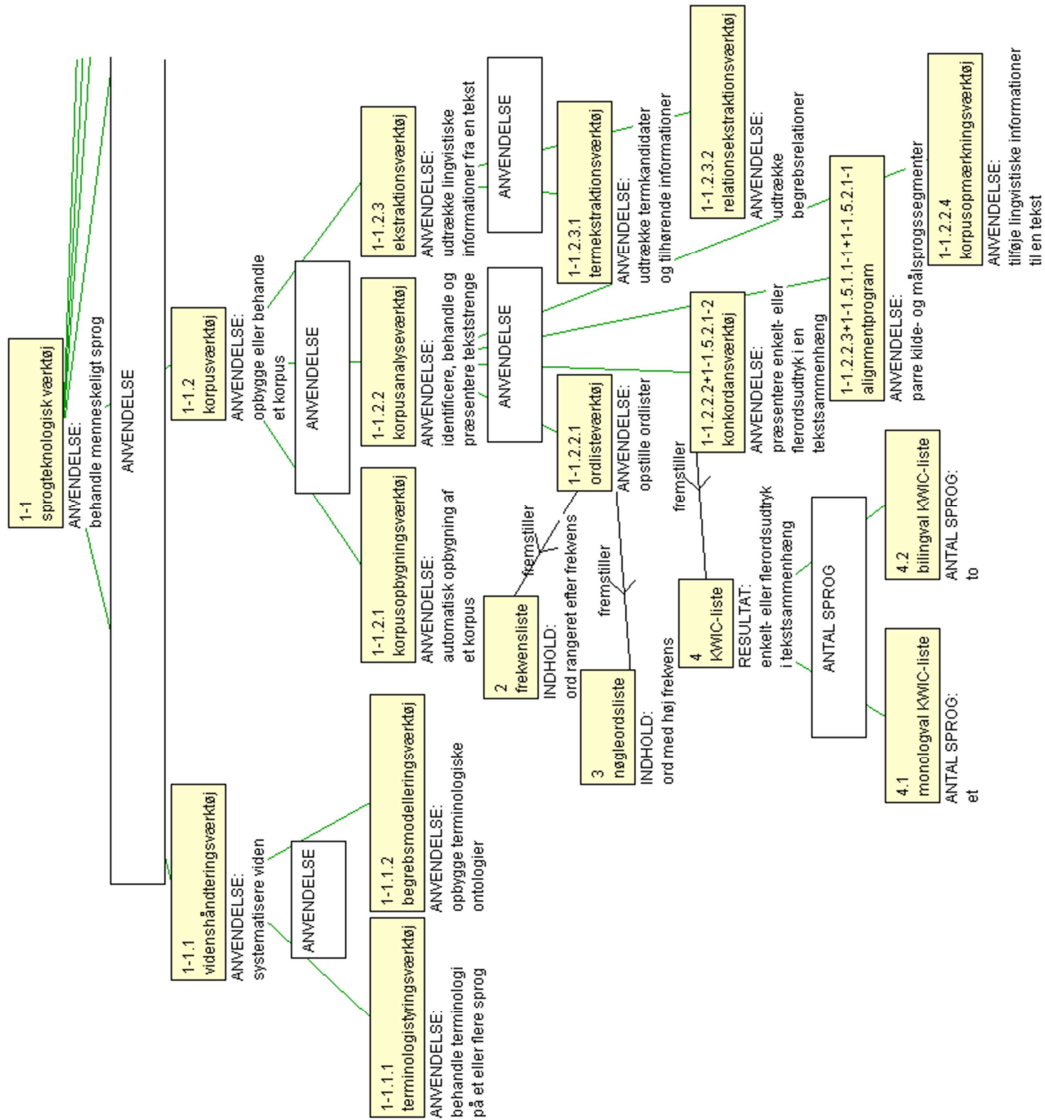 1-1
sprogteknologisk værktøj
ANVENDELSE:
behandle menneskeligt sprog
ANVENDELSE
1-1.1
videnshåndteringsværktøj
ANVENDELSE:
systematisere viden
ANVENDELSE
1-1.1.1
terminologistyringsværktøj
ANVENDELSE:
behandle terminologi
på et eller flere sprog
1-1.1.2
begrebsmodelleringsværktøj
ANVENDELSE:
opbygge terminologiske
ontologier
1-1.2
korpusværktøj
ANVENDELSE:
opbygge eller behandle
et korpus
ANVENDELSE
1-1.2.1
korpusopbygningsværktøj
ANVENDELSE:
automatisk opbygning af
et korpus
1-1.2.2
korpusanalyseværktøj
ANVENDELSE:
identificere, behandle og
præsentere tekststrenge
ANVENDELSE
1-1.2.3
ekstraktionsværktøj
ANVENDELSE:
udtrække lingvistiske
informationer fra en tekst
ANVENDELSE
2
frekvensliste
INDHOLD:
ord rangeret efter frekvens
fremstiller
1-1.2.2.1
ordlisteværktøj
ANVENDELSE:
opstille ordlister
1-1.2.3.1
termekstraktionsværktøj
ANVENDELSE:
udtrække termkandidater
og tilhørende informationer
3
nøgleordsliste
INDHOLD:
ord med høj frekvens
fremstiller
4
KWIC-liste
RESULTAT:
enkelt- eller flerordsudtryk
i tekstsammenhæng
fremstiller
1-1.2.2.2+1-1.5.2.1-2
konkordansværktøj
ANVENDELSE:
præsentere enkelt- eller
flerordsudtryk i en
tekstsammenhæng
1-1.2.3.2
relationsekstraktionsværktøj
ANVENDELSE:
udtrække
begrebsrelationer
ANTAL SPROG
1-1.2.2.3+1-1.5.1.1-1+1-1.5.2.1-1
alignmentprogram
ANVENDELSE:
parre kilde- og målsprogssegmenter
4.1
monologval KWIC-liste
ANTAL SPROG:
et
4.2
bilingval KWIC-liste
ANTAL SPROG:
to
1-1.2.2.4
korpusopmærkningsværktøj
ANVENDELSE:
tilføje lingvistiske informationer
til en tekst